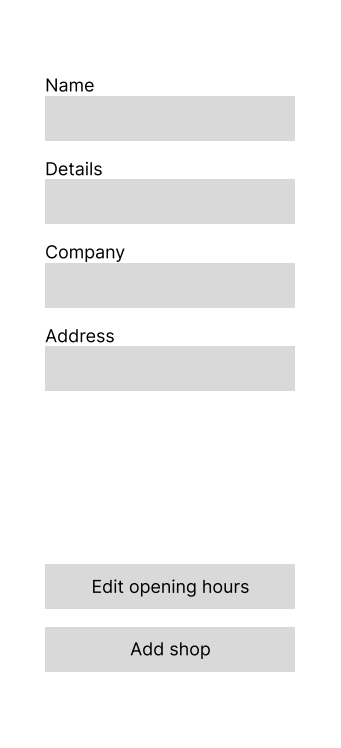 Name
Details
Company
Address
Edit opening hours
Add shop